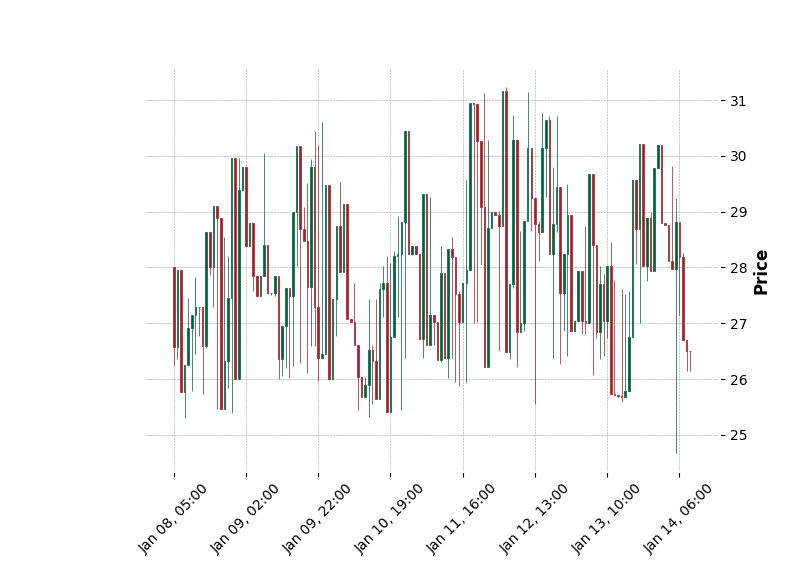 31
30
29
28
27
26
25
Price
Jan 08, 05:00
Jan 09, 02:00
Jan 09, 22:00
Jan 10, 19:00
Jan 11, 16:00
Jan 12, 13:00
Jan 13, 10:00
Jan 14, 06:00